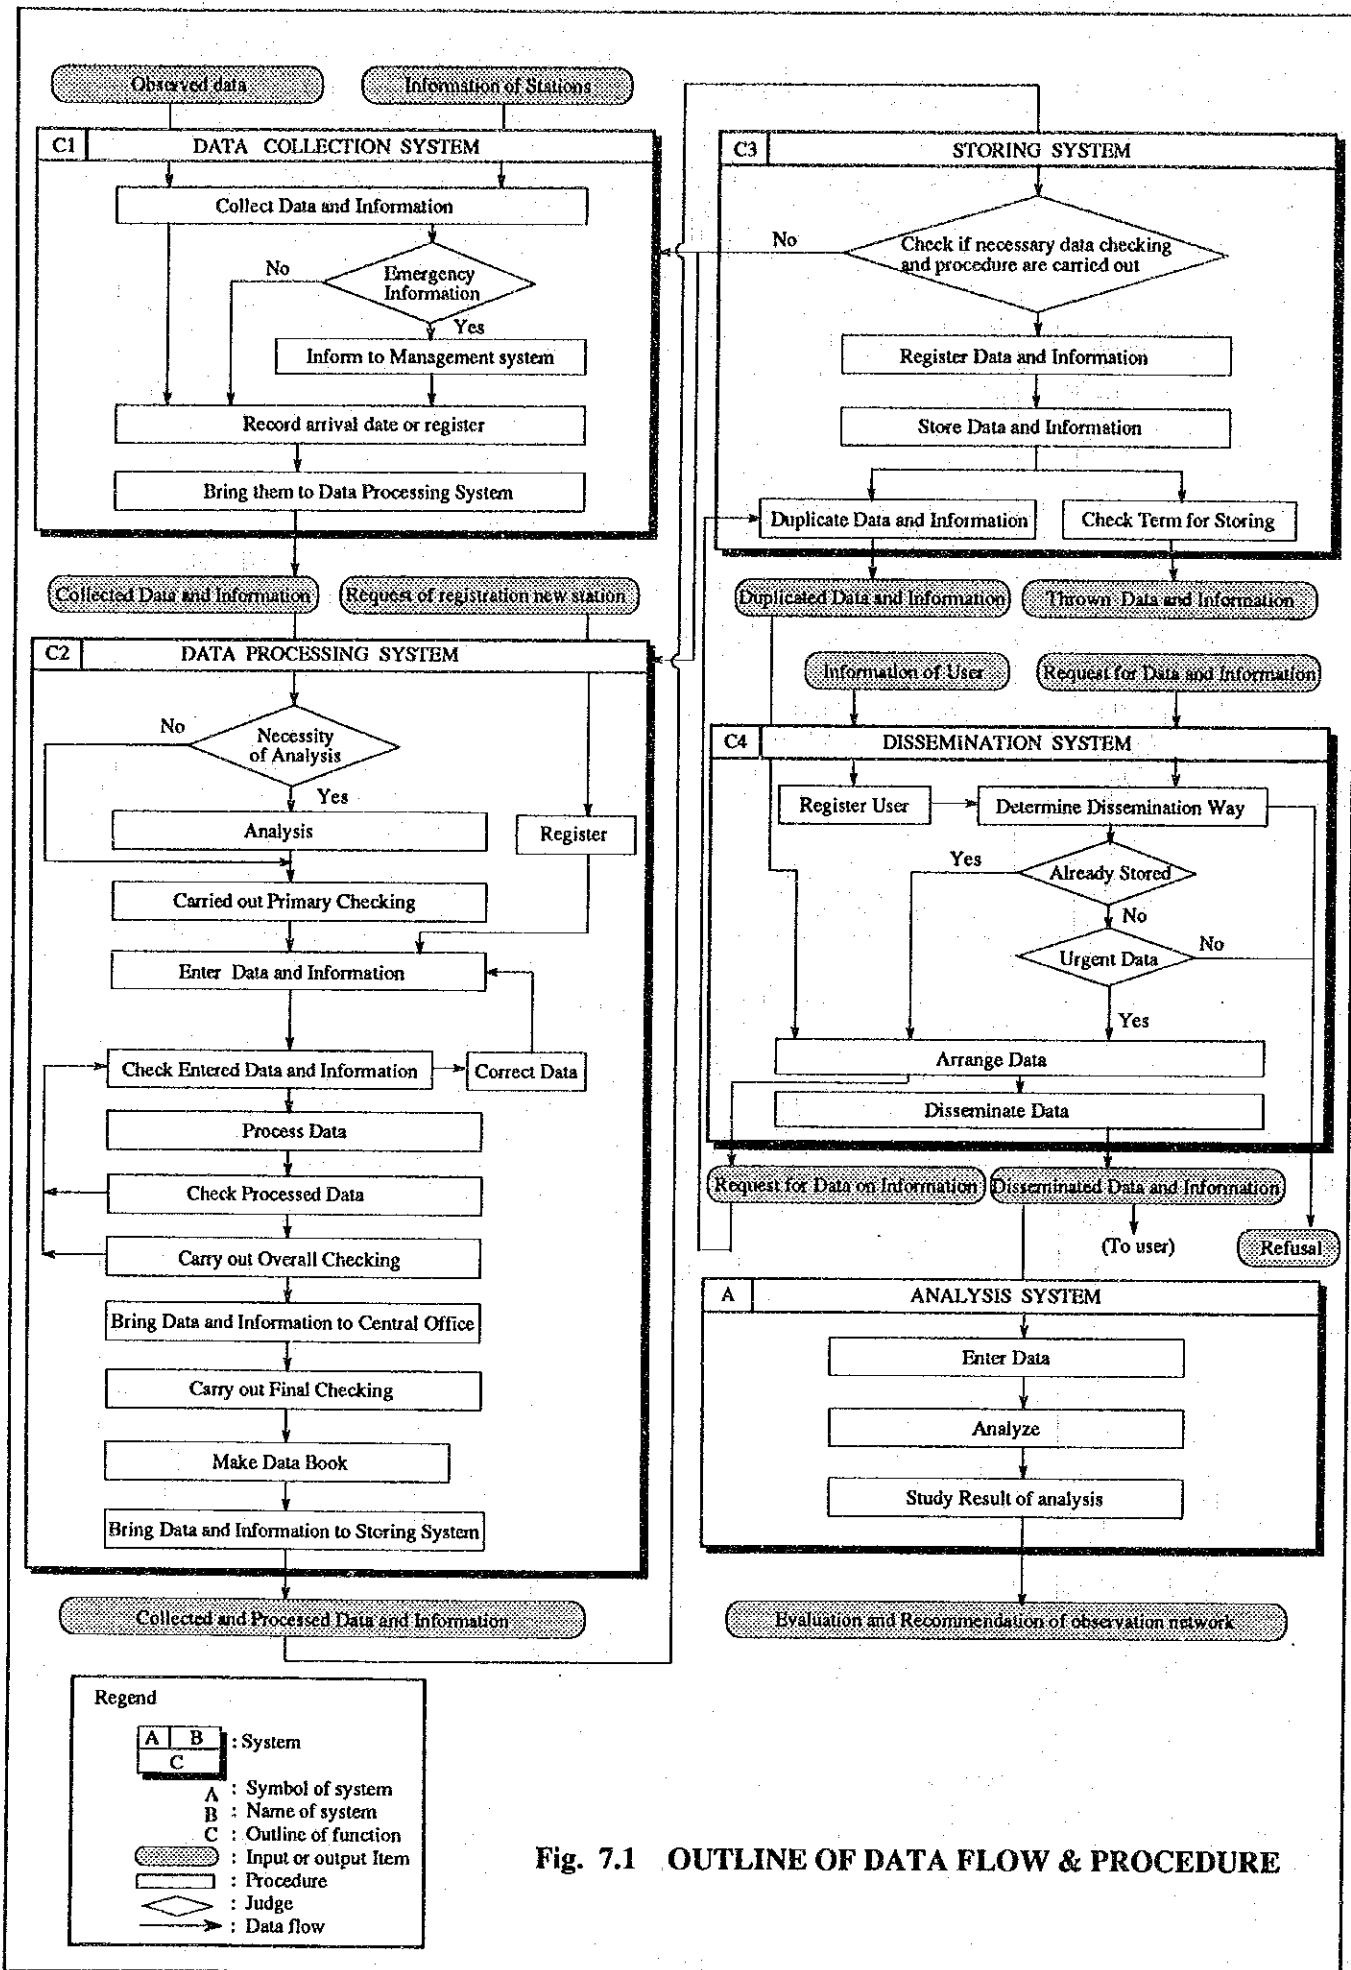 Observed data
Information of Stations
C1
DATA COLLECTION SYSTEM
Collect Data and Information
No
Emergency
Information
Yes
Inform to Management system
Record arrival date or register
Bring them to Data Processing System
Collected Data and Information
Request of registration new station
C2
DATA PROCESSING SYSTEM
No
Necessity
of Analysis
Yes
Analysis
Register
Carried out Primary Checking
Enter Data and Information
Check Entered Data and Information
Correct Data
Process Data
Check Processed Data
Carry out Overall Checking
Bring Data and Information to Central Office
Carry out Final Checking
Make Data Book
Bring Data and Information to Storing System
Collected and Processed Data and Information
C3
STORING SYSTEM
No
Check if necessary data checking
and procedure are carried out
Register Data and Information
Store Data and Information
Duplicate Data and Information
Check Term for Storing
Duplicated Data and Information
Thrown Data and Information
Information of User
Request for Data and Information
C4
DISSEMINATION SYSTEM
Register User
Determine Dissemination Way
Yes
Already Stored
No
Urgent Data
No
Yes
Arrange Data
Disseminate Data
Request for Data on Information
Disseminated Data and Information
(To user)
Refusal
A
ANALYSIS SYSTEM
Enter Data
Analyze
Study Result of analysis
Evaluation and Recommendation of observation network
Regend
A B : System
C
A : Symbol of system
B : Name of system
C : Outline of function
: Input or output Item
: Procedure
: Judge
: Data flow
Fig. 7.1 OUTLINE OF DATA FLOW & PROCEDURE